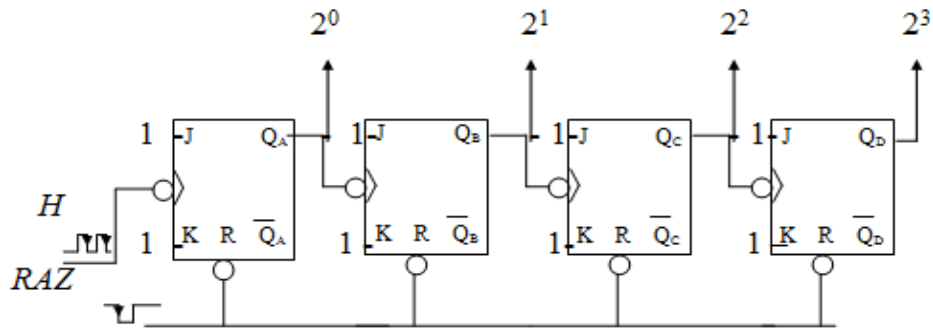 2⁰ 2¹ 2² 2³
1 J Q_A 1 J Q_B 1 J Q_C 1 J Q_D
H
1 K R Q̅_A 1 K R Q̅_B 1 K R Q̅_C 1 K R Q̅_D
RAZ